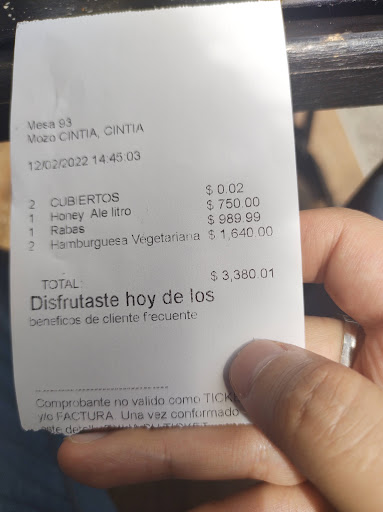 Mesa 93
Mozo CINTIA, CINTIA
12/02/2022 14:45:03
2 CUBIERTOS $ 0.02
1 Honey Ale litro $ 750.00
1 Rabas $ 989.99
2 Hamburguesa Vegetariana $ 1,640.00
TOTAL: $ 3,380.01
Disfrutaste hoy de los
beneficos de cliente frecuente
Comprobante no valido como
y/o FACTURA. Una vez conformado